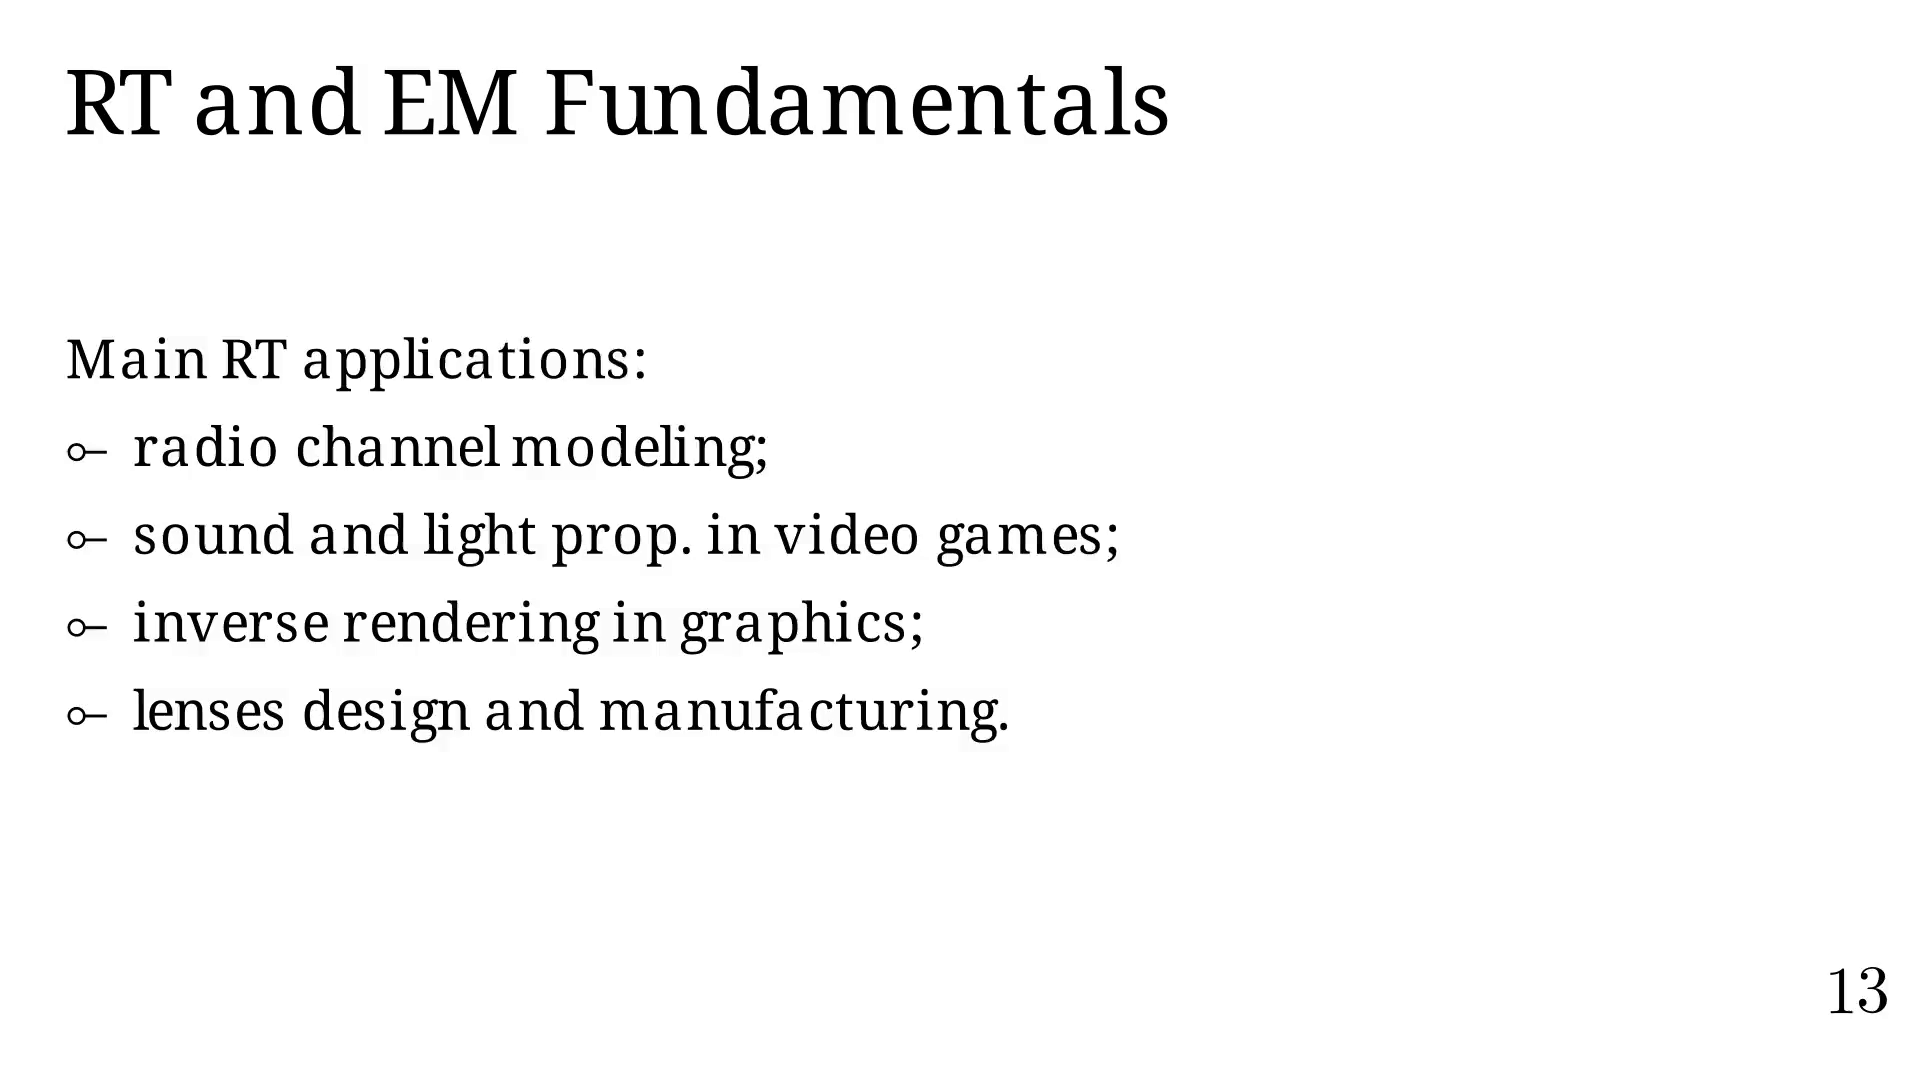 RT and EM Fundamentals
Main RT applications:
⟜ radio channel modeling;
⟜ sound and light prop. in video games;
⟜ inverse rendering in graphics;
⟜ lenses design and manufacturing.
13